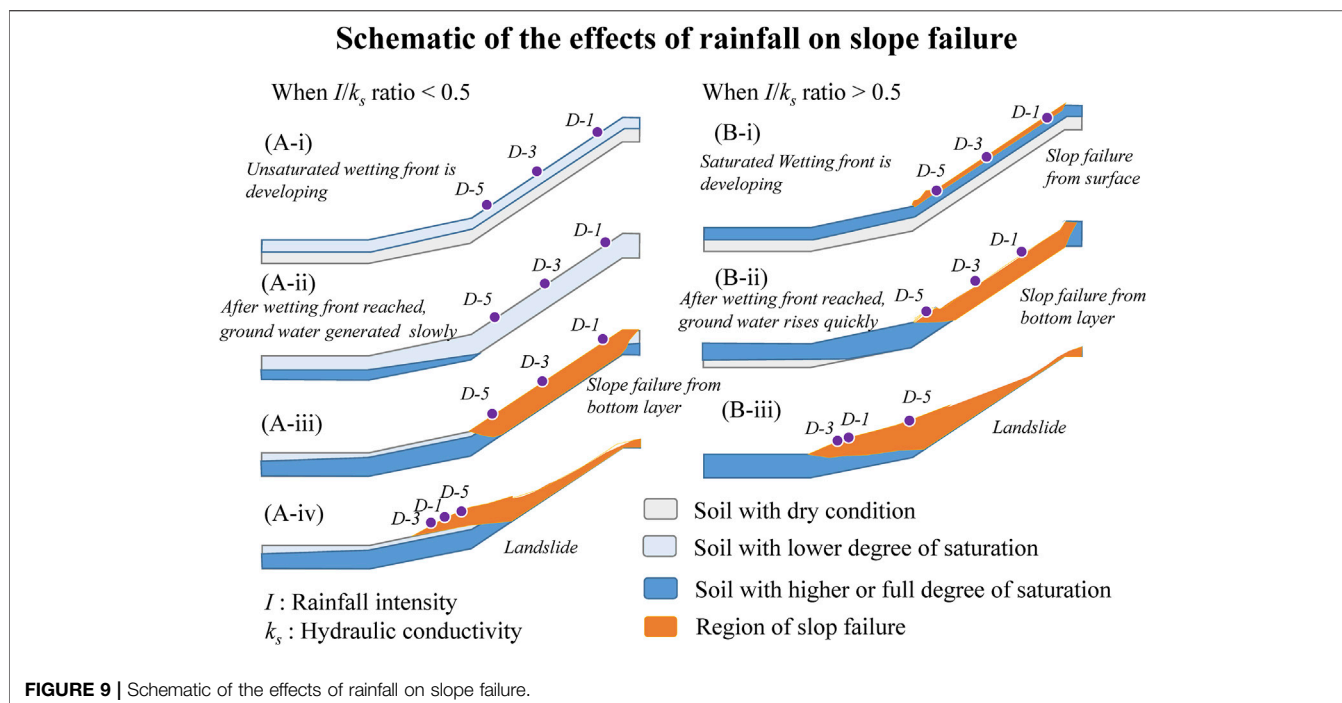 Schematic of the effects of rainfall on slope failure
When I/ks ratio < 0.5
(A-i)
Unsaturated wetting front is
developing
D-1
D-3
D-5
(A-ii)
After wetting front reached,
ground water generated slowly
D-1
D-3
D-5
(A-iii)
D-1
D-3
D-5
Slope failure from
bottom layer
(A-iv)
D-5
D-1
D-3
Landslide
I : Rainfall intensity
ks : Hydraulic conductivity
When I/ks ratio > 0.5
(B-i)
Saturated Wetting front is
developing
D-1
D-3
D-5
Slop failure
from surface
(B-ii)
After wetting front reached,
ground water rises quickly
D-1
D-3
D-5
Slop failure from
bottom layer
(B-iii)
D-3
D-1
D-5
Landslide
Soil with dry condition
Soil with lower degree of saturation
Soil with higher or full degree of saturation
Region of slop failure
FIGURE 9 | Schematic of the effects of rainfall on slope failure.